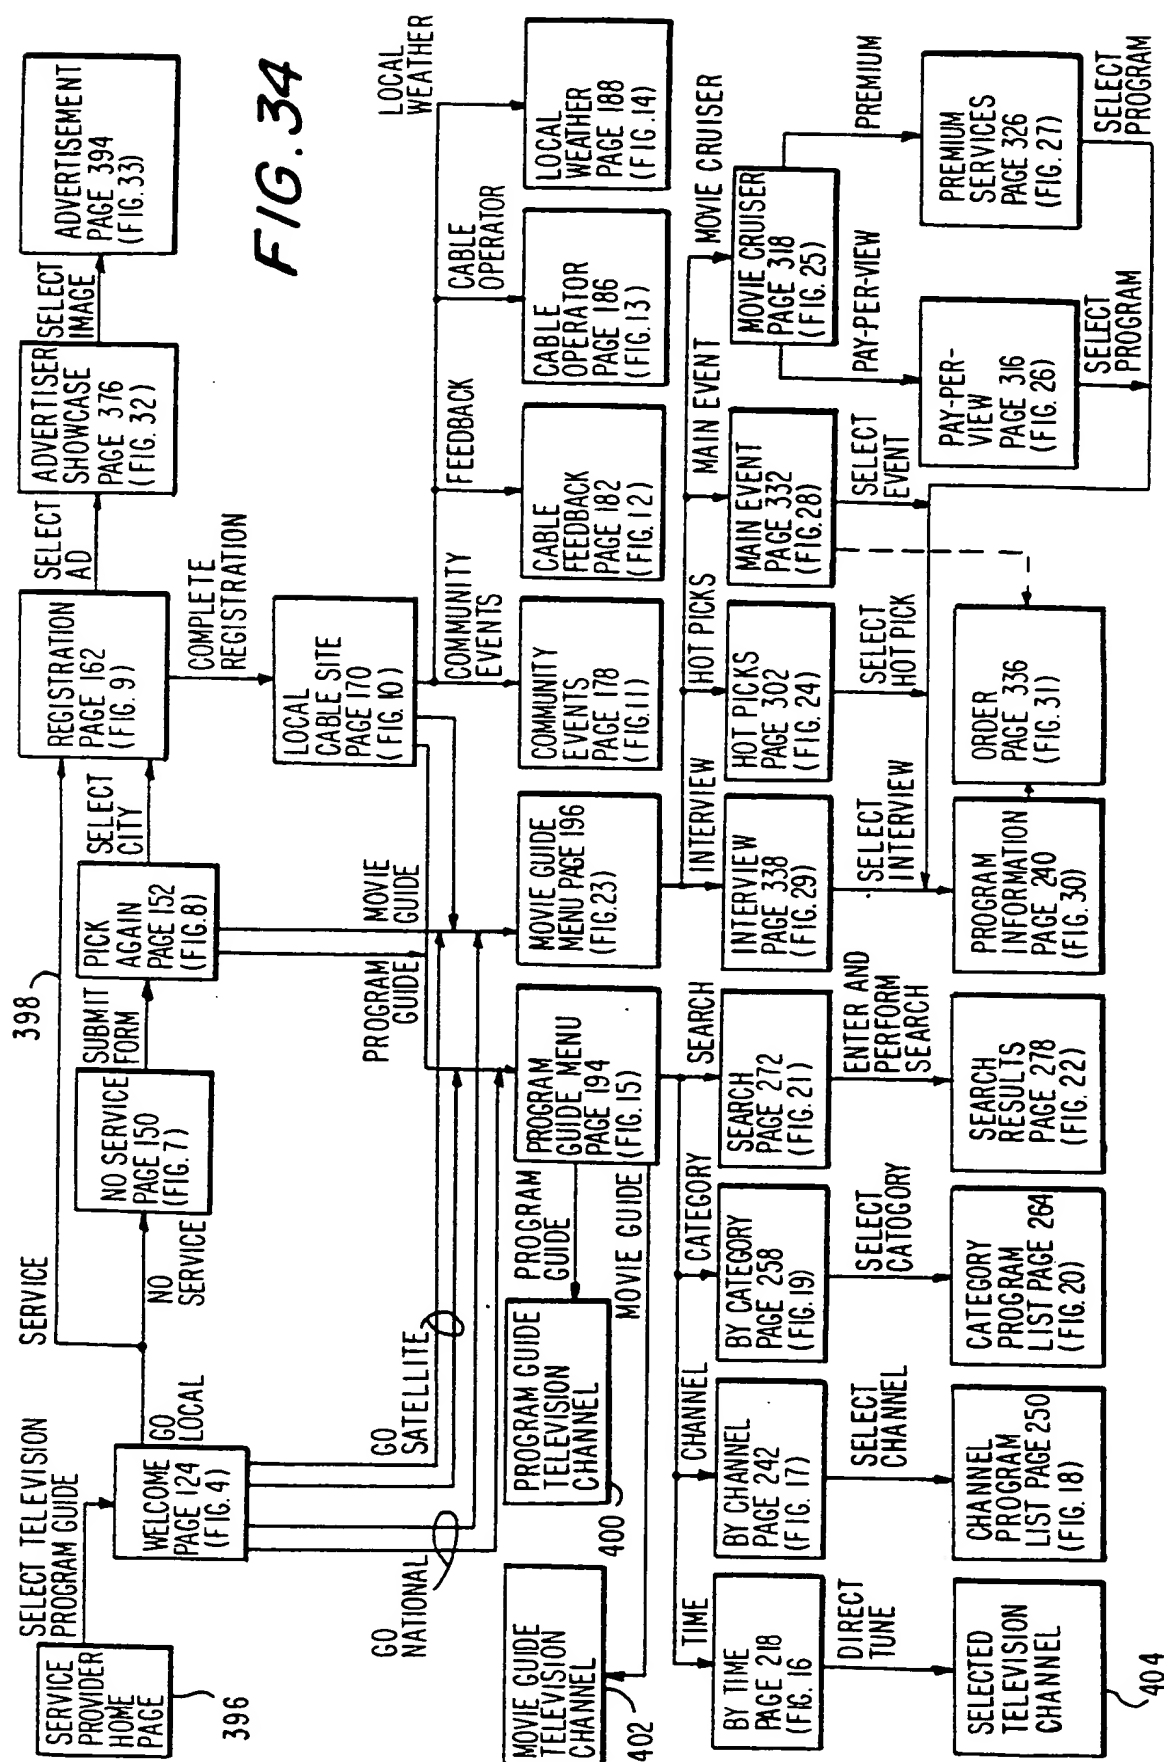 FIG. 34
SELECT TELEVISION
PROGRAM GUIDE
SERVICE
PROVIDER
HOME
PAGE
396
WELCOME
PAGE 124
(FIG. 4)
GO
LOCAL
SERVICE
398
NO
SERVICE
NO SERVICE
PAGE 150
(FIG. 7)
SUBMIT
FORM
PICK
AGAIN
PAGE 152
(FIG. 8)
SELECT
CITY
REGISTRATION
PAGE 162
(FIG. 9)
SELECT
AD
ADVERTISER
SHOWCASE
PAGE 376
(FIG. 32)
SELECT
IMAGE
ADVERTISEMENT
PAGE 394
(FIG. 33)
COMPLETE
REGISTRATION
LOCAL
CABLE SITE
PAGE 170
(FIG. 10)
GO
NATIONAL
GO
SATELLITE
PROGRAM
GUIDE
MOVIE
GUIDE
COMMUNITY
EVENTS
FEEDBACK
CABLE
OPERATOR
LOCAL
WEATHER
MOVIE GUIDE
TELEVISION
CHANNEL
402
PROGRAM GUIDE
TELEVISION
CHANNEL
400
PROGRAM
GUIDE
MOVIE GUIDE
PROGRAM
GUIDE MENU
PAGE 194
(FIG. 15)
MOVIE GUIDE
MENU PAGE 196
(FIG. 23)
COMMUNITY
EVENTS
PAGE 178
(FIG. 11)
CABLE
FEEDBACK
PAGE 182
(FIG. 12)
CABLE
OPERATOR
PAGE 186
(FIG. 13)
LOCAL
WEATHER
PAGE 188
(FIG. 14)
TIME
CHANNEL
CATEGORY
SEARCH
INTERVIEW
HOT PICKS
MAIN EVENT
MOVIE CRUISER
BY TIME
PAGE 218
(FIG. 16
BY CHANNEL
PAGE 242
(FIG. 17)
BY CATEGORY
PAGE 258
(FIG. 19)
SEARCH
PAGE 272
(FIG. 21)
INTERVIEW
PAGE 338
(FIG. 29)
HOT PICKS
PAGE 302
(FIG. 24)
MAIN EVENT
PAGE 332
(FIG. 28)
MOVIE CRUISER
PAGE 318
(FIG. 25)
DIRECT
TUNE
SELECT
CHANNEL
SELECT
CATOGORY
ENTER AND
PERFORM
SEARCH
SELECT
INTERVIEW
SELECT
HOT PICK
SELECT
EVENT
PAY-PER-VIEW
PREMIUM
SELECTED
TELEVISION
CHANNEL
404
CHANNEL
PROGRAM
LIST PAGE 250
(FIG. 18)
CATEGORY
PROGRAM
LIST PAGE 264
(FIG. 20)
SEARCH
RESULTS
PAGE 278
(FIG. 22)
PROGRAM
INFORMATION
PAGE 240
(FIG. 30)
ORDER
PAGE 336
(FIG. 31)
PAY-PER-
VIEW
PAGE 316
(FIG. 26)
SELECT
PROGRAM
PREMIUM
SERVICES
PAGE 326
(FIG. 27)
SELECT
PROGRAM